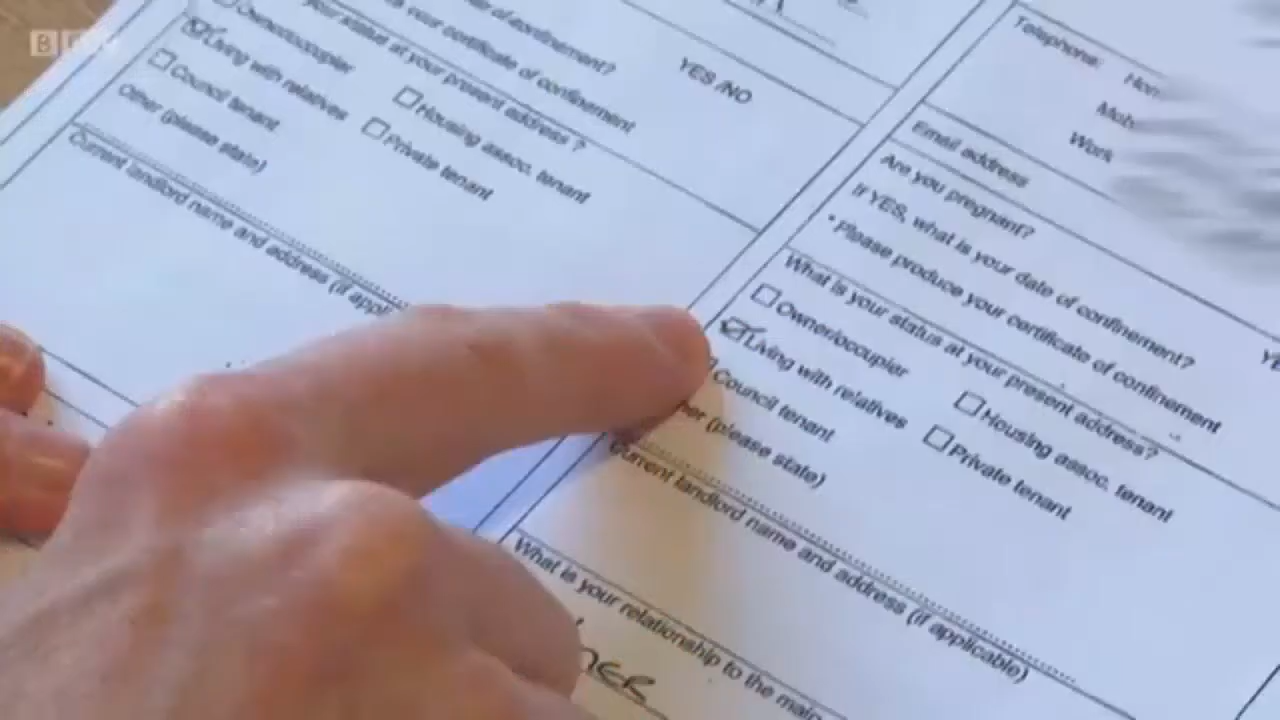 BBC
Owner/occupier
Living with relatives
Council tenant
Other (please state)
of confinement?
your certificate of confinement
YES /NO
Your status at your present address ?
Housing assoc. tenant
Private tenant
Current landlord name and address (if
Telephone:
Mob
Work
Email address
Are you pregnant?
If YES, what is your date of confinement?
* Please produce your certificate of confinement
What is your status at your present address?
Owner/occupier
Living with relatives
Council tenant
(please state)
Housing assoc. tenant
Private tenant
Current landlord name and address (if applicable)
What is your relationship to the main